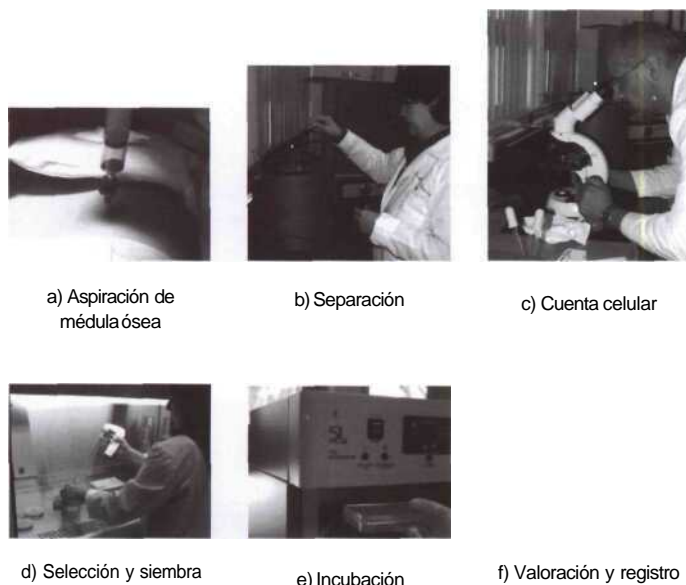 a) Aspiración de
médula ósea
b) Separación
c) Cuenta celular
d) Selección y siembra
e) Incubación
f) Valoración y registro